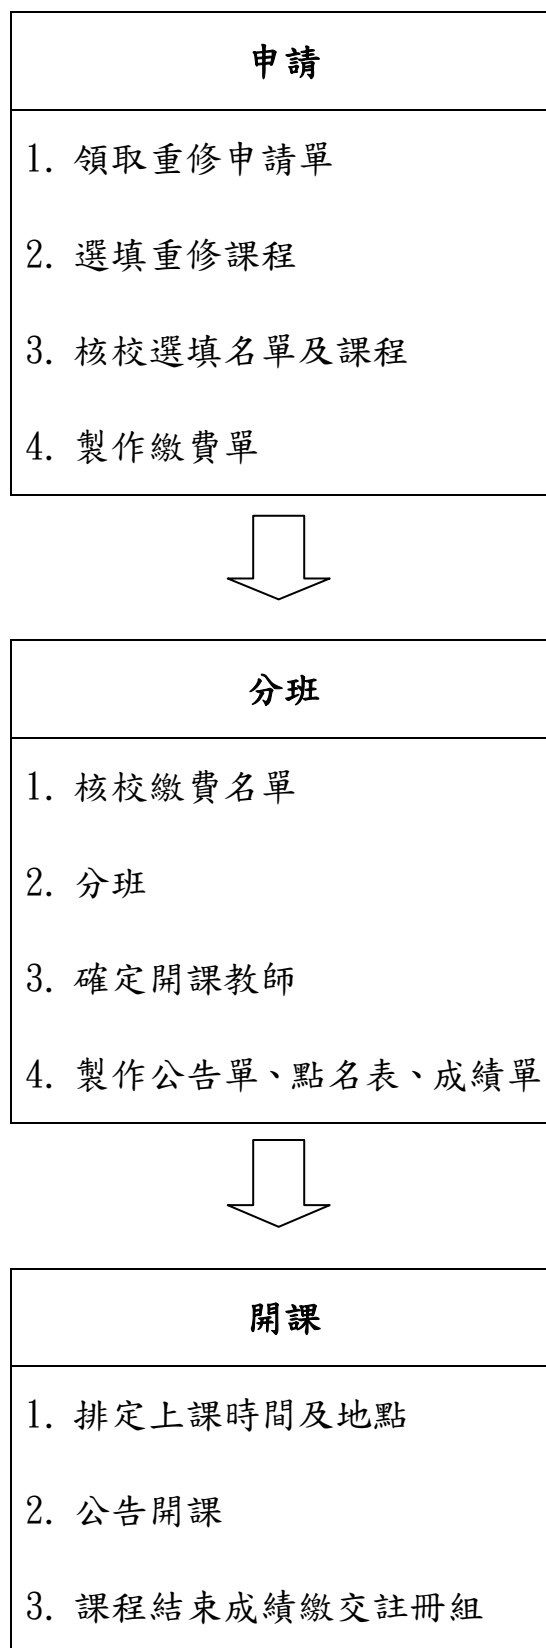 申請
1. 領取重修申請單
2. 選填重修課程
3. 核校選填名單及課程
4. 製作繳費單
分班
1. 核校繳費名單
2. 分班
3. 確定開課教師
4. 製作公告單、點名表、成績單
開課
1. 排定上課時間及地點
2. 公告開課
3. 課程結束成績繳交註冊組